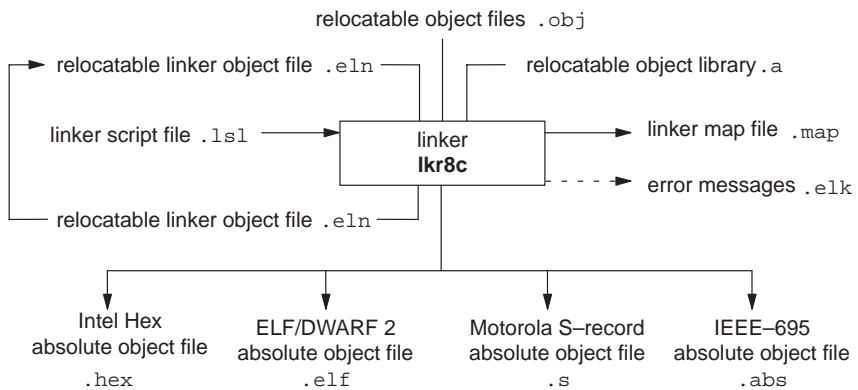 relocatable object files .obj
relocatable linker object file .eln
relocatable object library .a
linker script file .lsl
linker
lkr8c
linker map file .map
error messages .elk
relocatable linker object file .eln
Intel Hex
absolute object file
.hex
ELF/DWARF 2
absolute object file
.elf
Motorola S–record
absolute object file
.s
IEEE–695
absolute object file
.abs